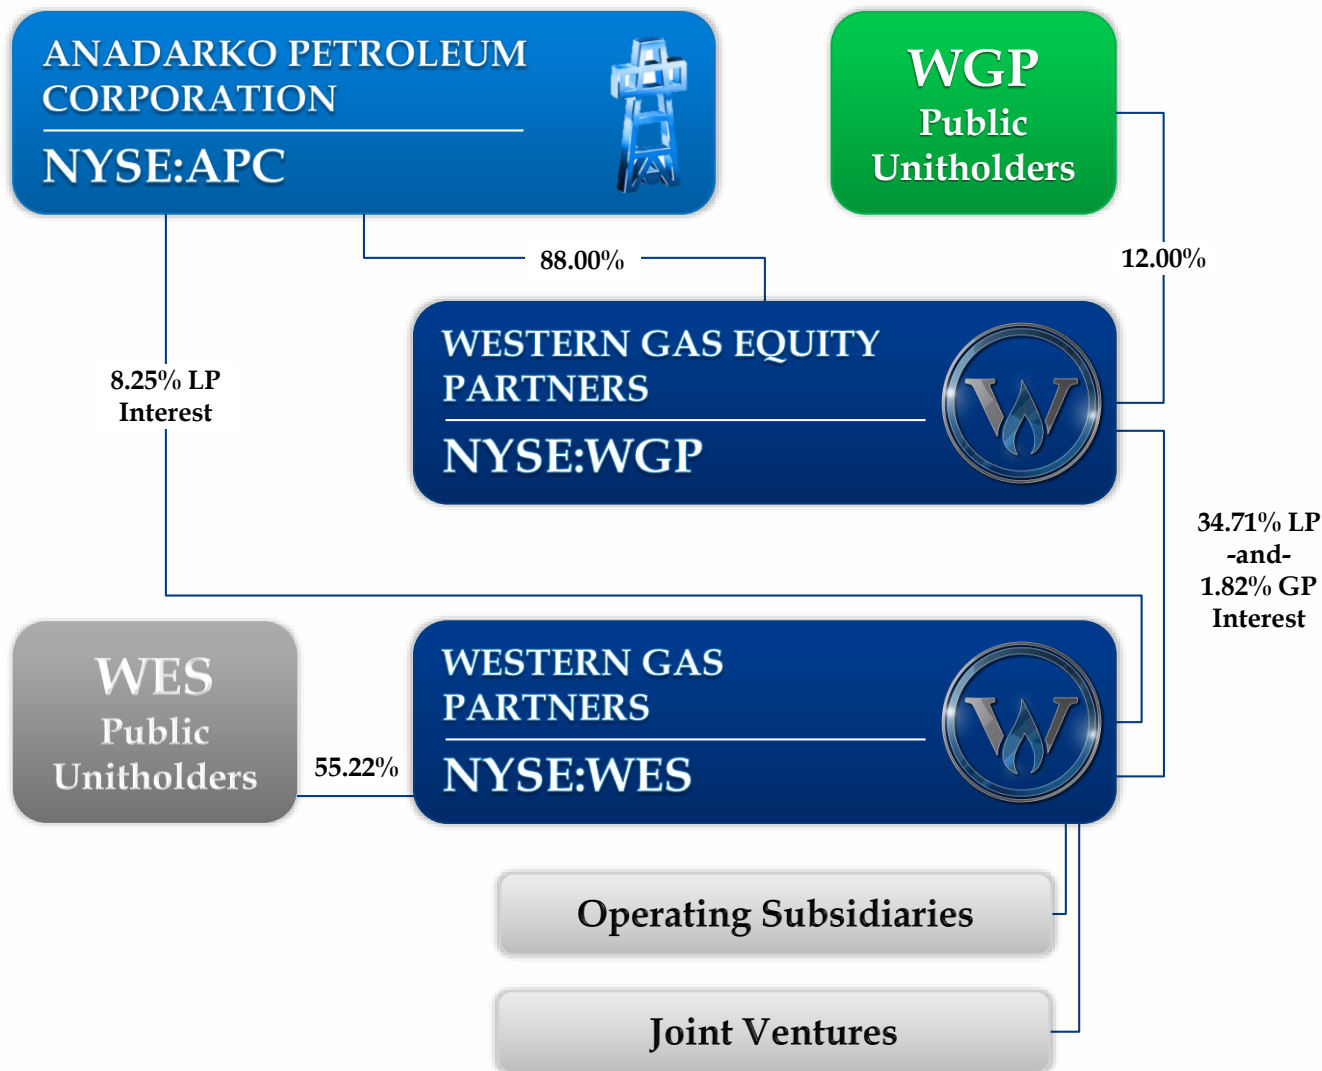 ANADARKO PETROLEUM
CORPORATION
NYSE:APC
WGP
Public
Unitholders
88.00%
12.00%
WESTERN GAS EQUITY
PARTNERS
NYSE:WGP
8.25% LP
Interest
34.71% LP
-and-
1.82% GP
Interest
WES
Public
Unitholders
55.22%
WESTERN GAS
PARTNERS
NYSE:WES
Operating Subsidiaries
Joint Ventures